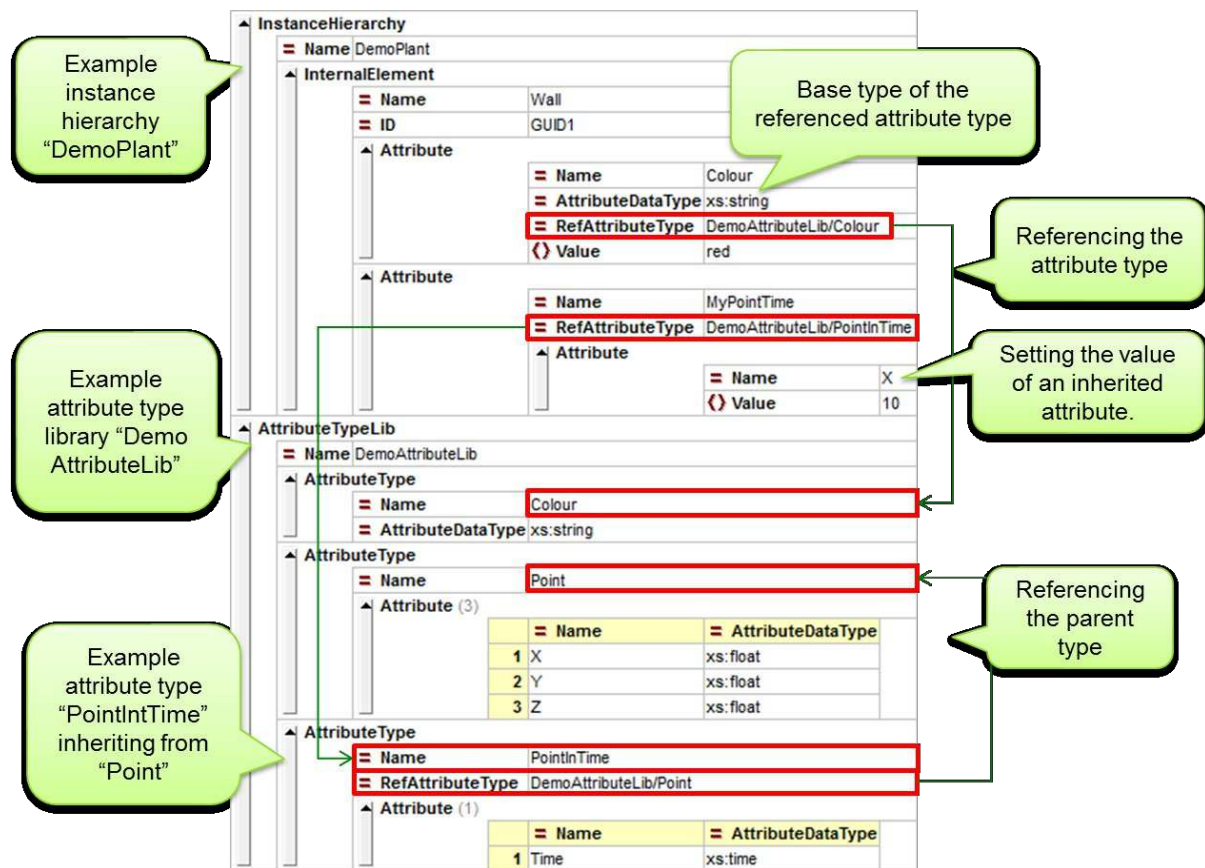 InstanceHierarchy
= Name DemoPlant
InternalElement
= Name Wall
= ID GUID1
Attribute
= Name Colour
= AttributeDataType xs:string
= RefAttributeType DemoAttributeLib/Colour
{} Value red
Attribute
= Name MyPointTime
= RefAttributeType DemoAttributeLib/PointInTime
Attribute
= Name X
{} Value 10
AttributeTypeLib
= Name DemoAttributeLib
AttributeType
= Name Colour
= AttributeDataType xs:string
AttributeType
= Name Point
Attribute (3)
= Name = AttributeDataType
1 X xs:float
2 Y xs:float
3 Z xs:float
AttributeType
= Name PointInTime
= RefAttributeType DemoAttributeLib/Point
Attribute (1)
= Name = AttributeDataType
1 Time xs:time
Example
instance
hierarchy
“DemoPlant”
Base type of the
referenced attribute type
Referencing the
attribute type
Setting the value
of an inherited
attribute.
Example
attribute type
library “Demo
AttributeLib”
Referencing
the parent
type
Example
attribute type
“PointIntTime”
inheriting from
“Point”